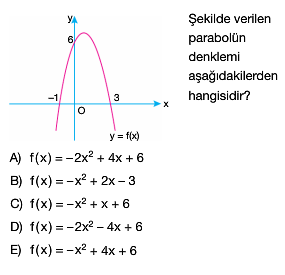 y
6
-1
3
O
x
y = f(x)
Şekilde verilen
parabolün
denklemi
aşağıdakilerden
hangisidir?
A) f(x) = –2x² + 4x + 6
B) f(x) = –x² + 2x – 3
C) f(x) = –x² + x + 6
D) f(x) = –2x² – 4x + 6
E) f(x) = –x² + 4x + 6